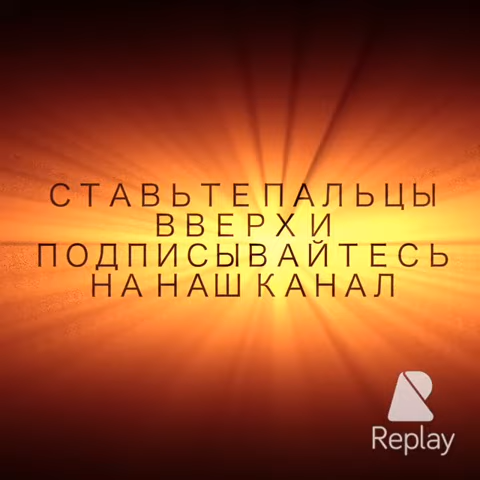 СТАВЬТЕ ПАЛЬЦЫ
ВВЕРХ И
ПОДПИСЫВАЙТЕСЬ
НА НАШ КАНАЛ
Replay